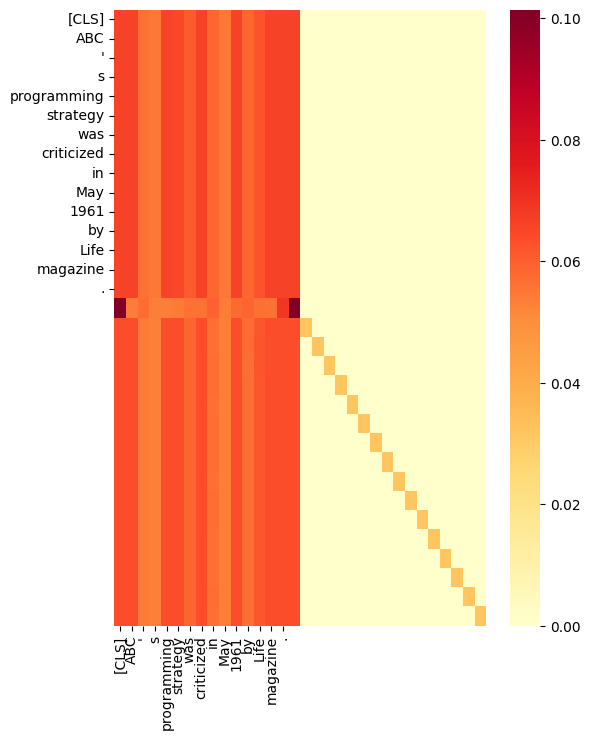 [CLS]
ABC
'
s
programming
strategy
was
criticized
in
May
1961
by
Life
magazine
.
0.10
0.08
0.06
0.04
0.02
0.00
[CLS]
ABC
'
s
programming
strategy
was
criticized
in
May
1961
by
Life
magazine
.